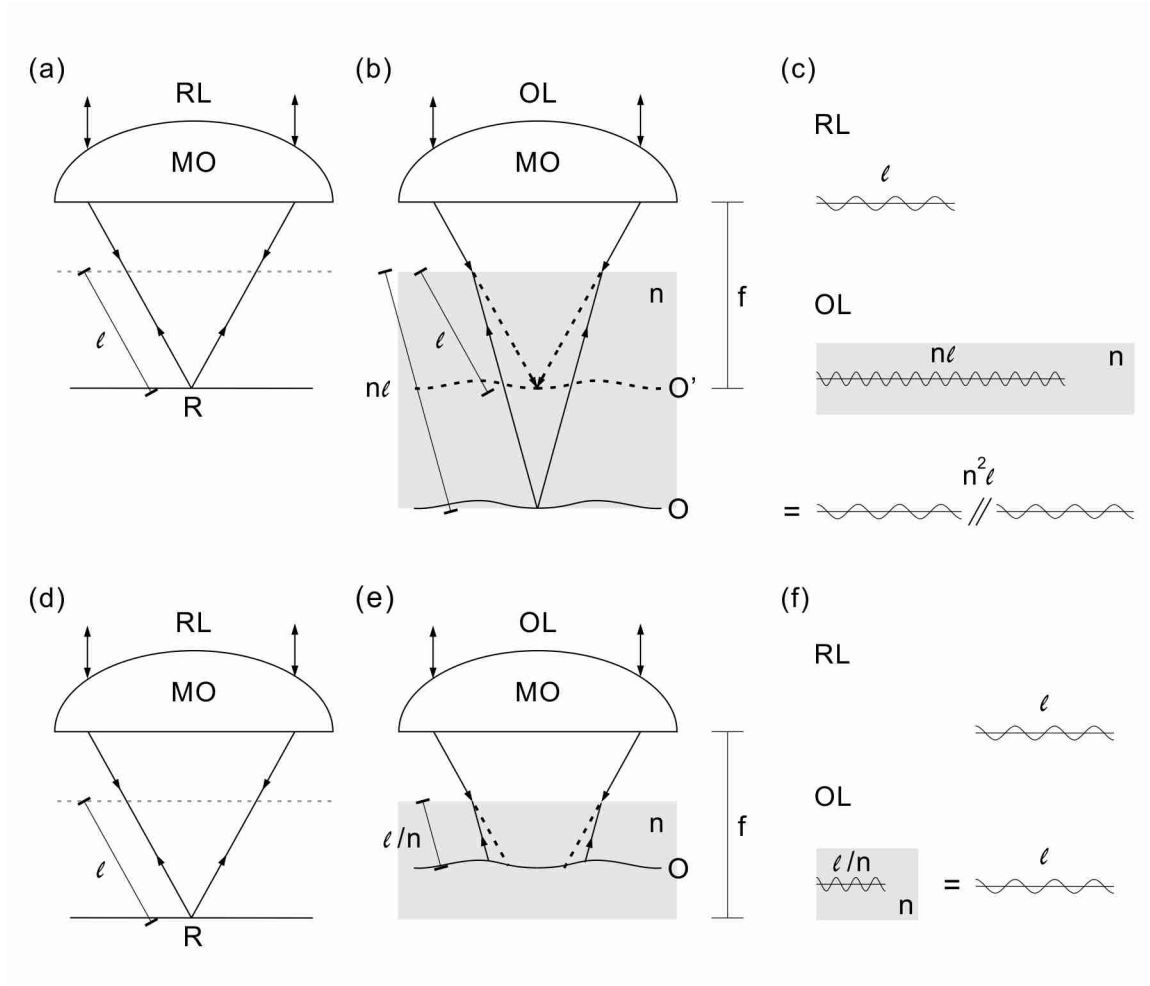 (a)
RL
MO
ℓ
R
(b)
OL
MO
n
f
ℓ
nℓ
O'
O
(c)
RL
ℓ
OL
nℓ
n
n²ℓ
=
(d)
RL
MO
ℓ
R
(e)
OL
MO
n
f
ℓ/n
O
(f)
RL
ℓ
OL
ℓ/n
n
=
ℓ